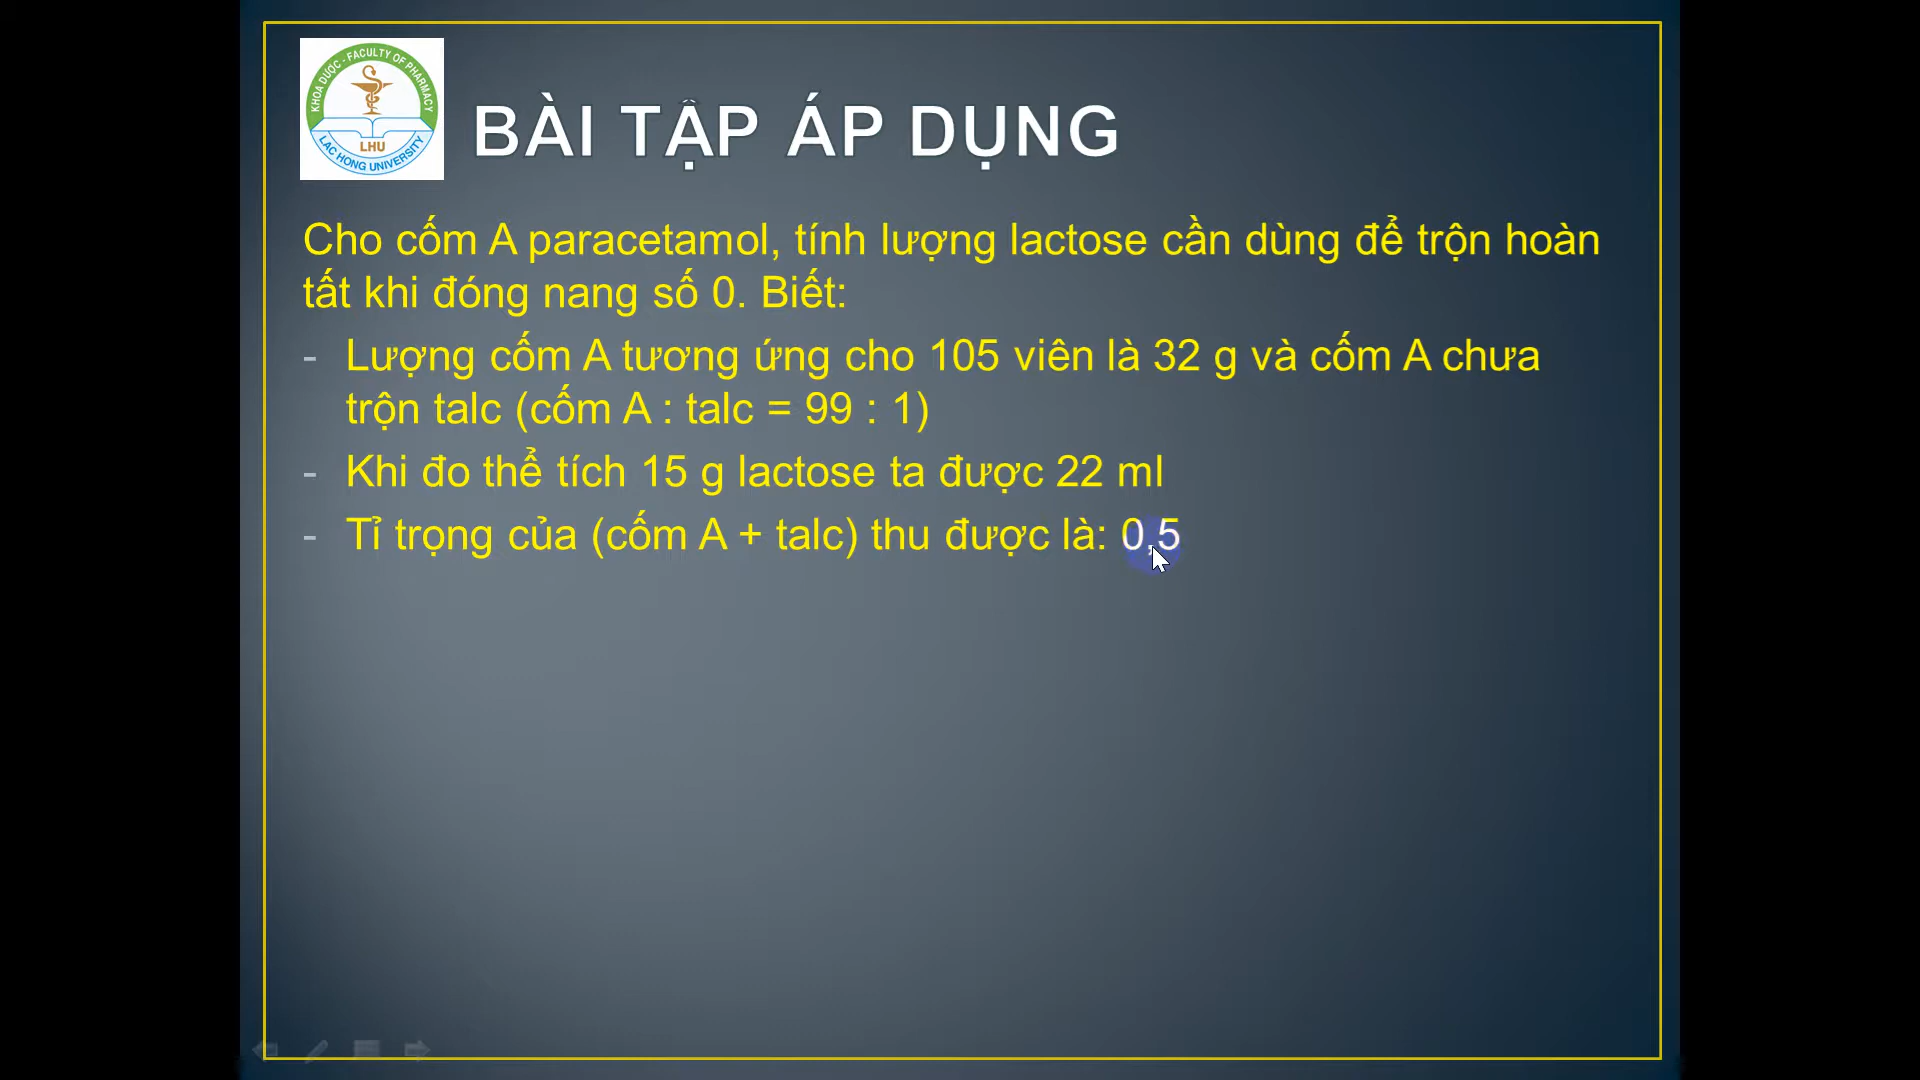 KHOA DƯỢC - FACULTY OF PHARMACY
LHU
LAC HONG UNIVERSITY
BÀI TẬP ÁP DỤNG
Cho cốm A paracetamol, tính lượng lactose cần dùng để trộn hoàn
tất khi đóng nang số 0. Biết:
- Lượng cốm A tương ứng cho 105 viên là 32 g và cốm A chưa
trộn talc (cốm A : talc = 99 : 1)
- Khi đo thể tích 15 g lactose ta được 22 ml
- Tỉ trọng của (cốm A + talc) thu được là: 0,5